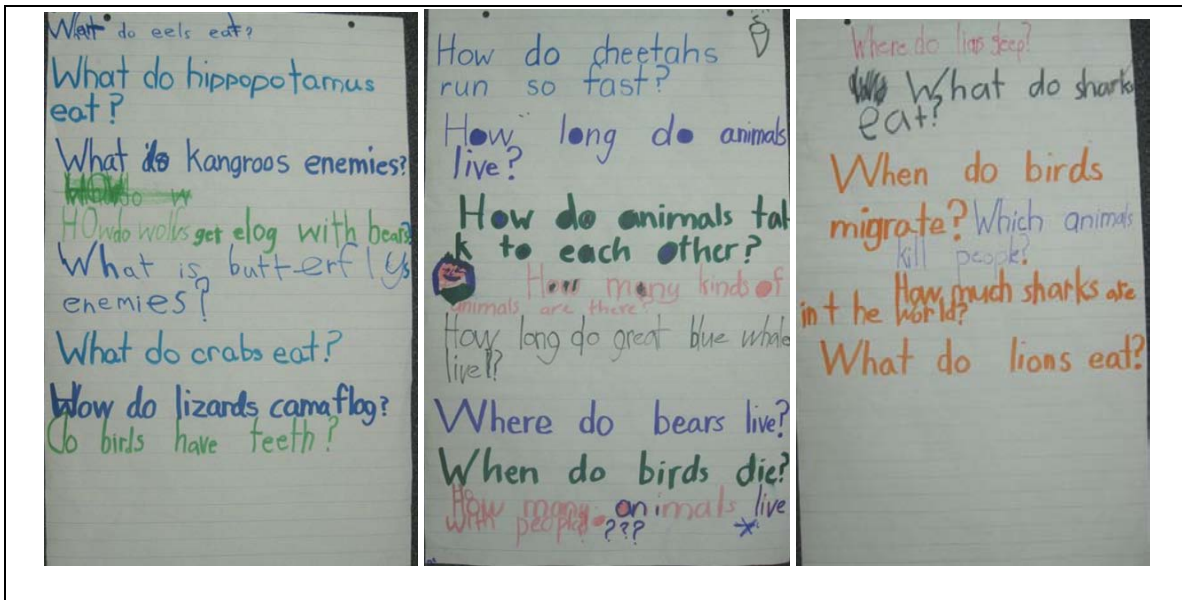 What do eels eat?
What do hippopotamus
eat?
What do Kangroos enemies?
HOW do w
HOw do wolfs get elog with bears?
What is butterflys
enemies?
What do crabs eat?
How do lizards camaflog?
do birds have teeth?
How do cheetahs
run so fast?
How long do animals
live?
How do animals tal
k to each other?
How many kinds of
animals are there?
How long do great blue whale
live?
Where do bears live?
When do birds die?
How many animals live
with people.???
Where do sleep?
What do shark
eat?
When do birds
migrate? Which animals
kill people?
How much sharks are
in the world?
What do lions eat?